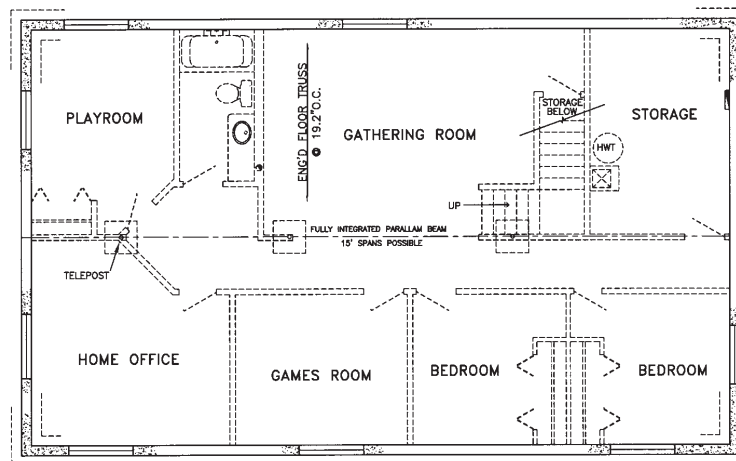 PLAYROOM
ENG'D FLOOR TRUSS
@ 19.2"O.C.
GATHERING ROOM
STORAGE
BELOW
STORAGE
HWT
UP
FULLY INTEGRATED PARALLAM BEAM
15' SPANS POSSIBLE
TELEPOST
HOME OFFICE
GAMES ROOM
BEDROOM
BEDROOM